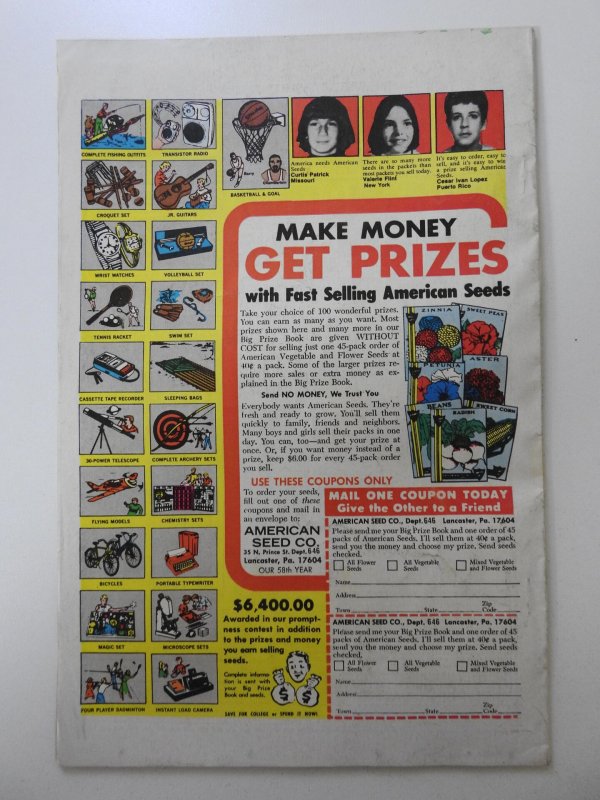 COMPLETE FISHING OUTFITS
TRANSISTOR RADIO
BASKETBALL & GOAL
America needs American
Seeds
Curtis Patrick
Missouri
There are so many more
seeds in the packets than
most packets you sell today.
Valerie Flini
New York
It's easy to order, easy to
sell, and it's easy to win
a prize selling American
Seeds.
Cesar Ivan Lopez
Puerto Rico
CROQUET SET
JR. GUITARS
WRIST WATCHES
VOLLEYBALL SET
TENNIS RACKET
SWIM SET
CASSETTE TAPE RECORDER
SLEEPING BAGS
30-POWER TELESCOPE
COMPLETE ARCHERY SETS
FLYING MODELS
CHEMISTRY SETS
BICYCLES
PORTABLE TYPEWRITER
MAGIC SET
MICROSCOPE SETS
FOUR PLAYER BADMINTON
INSTANT LOAD CAMERA
MAKE MONEY
GET PRIZES
with Fast Selling American Seeds
Take your choice of 100 wonderful prizes.
You can earn as many as you want. Most
prizes shown here and many more in our
Big Prize Book are given WITHOUT
COST for selling just one 45-pack order of
American Vegetable and Flower Seeds at
40¢ a pack. Some of the larger prizes re-
quire more sales or extra money as ex-
plained in the Big Prize Book.
Send NO MONEY, We Trust You
Everybody wants American Seeds. They're
fresh and ready to grow. You'll sell them
quickly to family, friends and neighbors.
Many boys and girls sell their packs in one
day. You can, too—and get your prize at
once. Or, if you want money instead of a
prize, keep $6.00 for every 45-pack order
you sell.
ZINNIA
SWEET PEAS
PETUNIA
ASTER
BEANS
RADISH
SWEET CORN
USE THESE COUPONS ONLY
To order your seeds,
fill out one of these
coupons and mail in
an envelope to:
AMERICAN
SEED CO.
35 N. Prince St. Dept.646
Lancaster, Pa. 17604
OUR 58th YEAR
MAIL ONE COUPON TODAY
Give the Other to a Friend
AMERICAN SEED CO., Dept.646 Lancaster, Pa. 17604
Please send me your Big Prize Book and one order of 45
packs of American Seeds. I'll sell them at 40¢ a pack,
send you the money and choose my prize. Send seeds
checked.
All Flower
Seeds
All Vegetable
Seeds
Mixed Vegetable
and Flower Seeds
Name
Address
Town State Zip Code
AMERICAN SEED CO., Dept. 646 Lancaster, Pa. 17604
Please send me your Big Prize Book and one order of 45
packs of American Seeds. I'll sell them at 40¢ a pack,
send you the money and choose my prize. Send seeds
checked.
All Flower
Seeds
All Vegetable
Seeds
Mixed Vegetable
and Flower Seeds
Name
Address
Town State Zip Code
$6,400.00
Awarded in our prompt-
ness contest in addition
to the prizes and money
you earn selling
seeds.
Complete informa-
tion is sent with
your Big Prize
Book and seeds.
$
$
SAVE FOR COLLEGE or SPEND IT NOW!